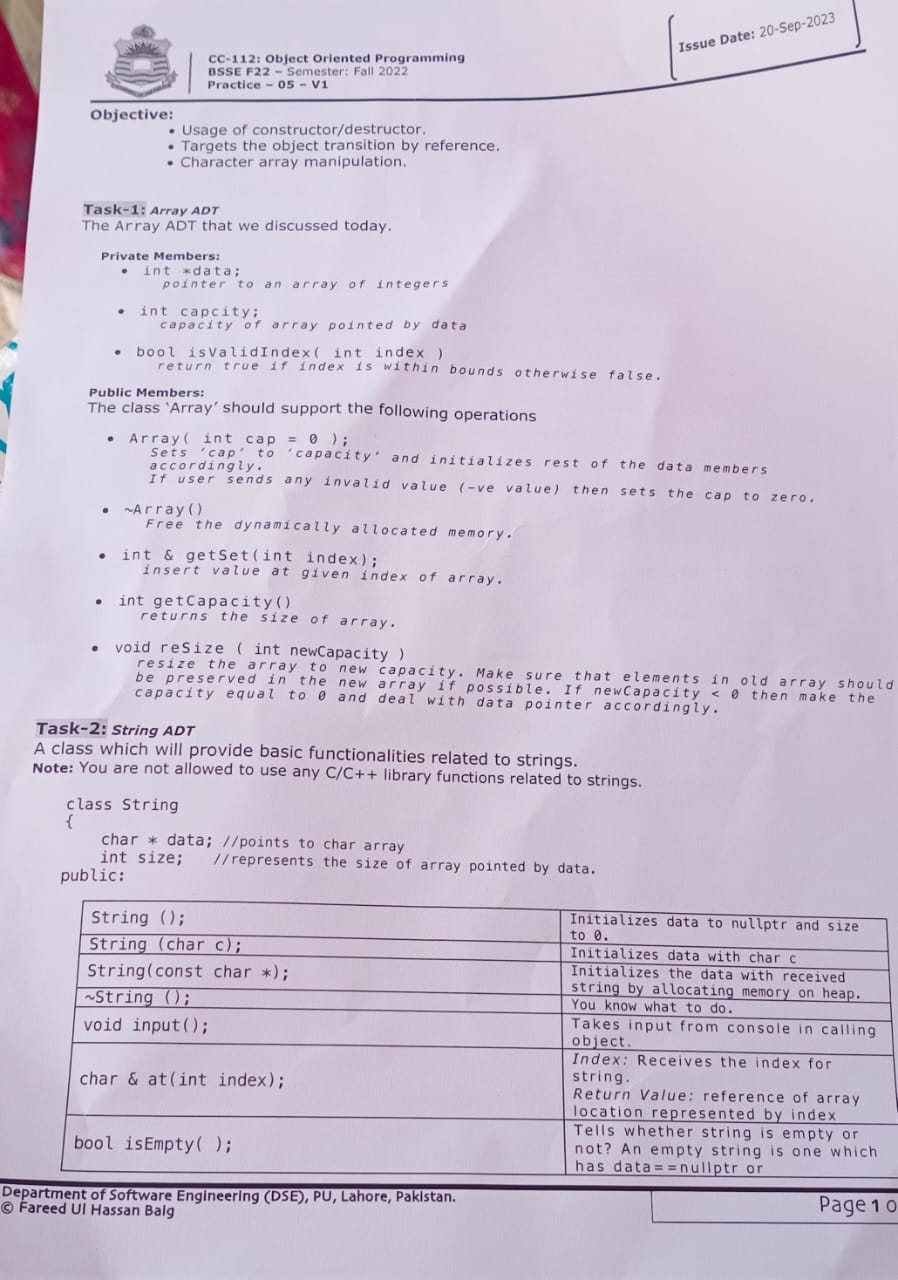 CC-112: Object Oriented Programming
BSSE F22 – Semester: Fall 2022
Practice – 05 – V1
Issue Date: 20-Sep-2023
Objective:
• Usage of constructor/destructor.
• Targets the object transition by reference.
• Character array manipulation.
Task-1: Array ADT
The Array ADT that we discussed today.
Private Members:
• int *data;
pointer to an array of integers
• int capcity;
capacity of array pointed by data
• bool isValidIndex( int index )
return true if index is within bounds otherwise false.
Public Members:
The class ‘Array’ should support the following operations
• Array( int cap = 0 );
Sets ‘cap’ to ‘capacity’ and initializes rest of the data members
accordingly.
If user sends any invalid value (-ve value) then sets the cap to zero.
• ~Array()
Free the dynamically allocated memory.
• int & getSet(int index);
insert value at given index of array.
• int getCapacity()
returns the size of array.
• void reSize ( int newCapacity )
resize the array to new capacity. Make sure that elements in old array should
be preserved in the new array if possible. If newCapacity < 0 then make the
capacity equal to 0 and deal with data pointer accordingly.
Task-2: String ADT
A class which will provide basic functionalities related to strings.
Note: You are not allowed to use any C/C++ library functions related to strings.
class String
{
char * data; //points to char array
int size; //represents the size of array pointed by data.
public:
String ();
Initializes data to nullptr and size
to 0.
String (char c);
Initializes data with char c
String(const char *);
Initializes the data with received
string by allocating memory on heap.
~String ();
You know what to do.
void input();
Takes input from console in calling
object.
char & at(int index);
Index: Receives the index for
string.
Return Value: reference of array
location represented by index
bool isEmpty( );
Tells whether string is empty or
not? An empty string is one which
has data==nullptr or
Department of Software Engineering (DSE), PU, Lahore, Pakistan.
© Fareed Ul Hassan Baig
Page 1 o